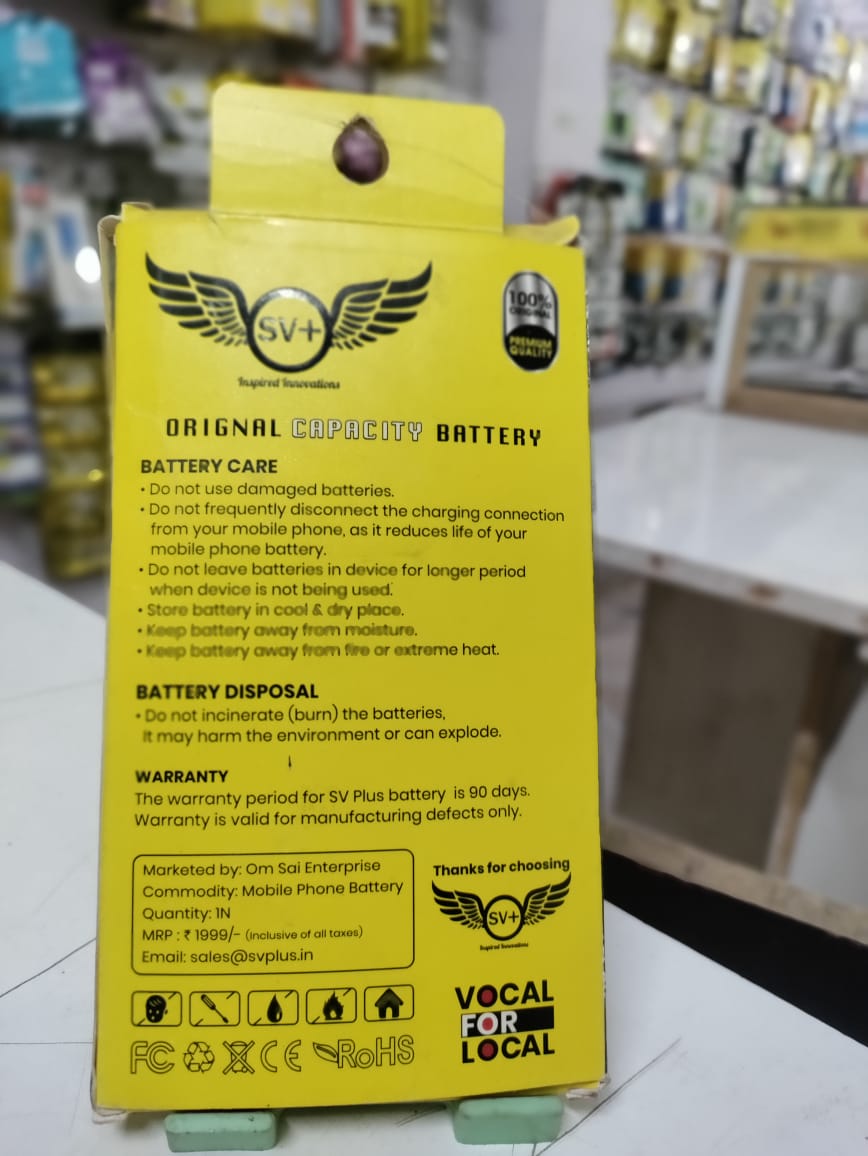 SV+
Inspired Innovations
100%
ORIGINAL
PREMIUM
QUALITY
ORIGNAL CAPACITY BATTERY
BATTERY CARE
• Do not use damaged batteries.
• Do not frequently disconnect the charging connection
from your mobile phone, as it reduces life of your
mobile phone battery.
• Do not leave batteries in device for longer period
when device is not being used.
• Store battery in cool & dry place.
• Keep battery away from moisture.
• Keep battery away from fire or extreme heat.
BATTERY DISPOSAL
• Do not incinerate (burn) the batteries,
It may harm the environment or can explode.
WARRANTY
The warranty period for SV Plus battery is 90 days.
Warranty is valid for manufacturing defects only.
Marketed by: Om Sai Enterprise
Commodity: Mobile Phone Battery
Quantity: 1N
MRP : ₹ 1999/- (Inclusive of all taxes)
Email: sales@svplus.in
Thanks for choosing
SV+
Inspired Innovations
FC CE RoHS
VOCAL
FOR
LOCAL